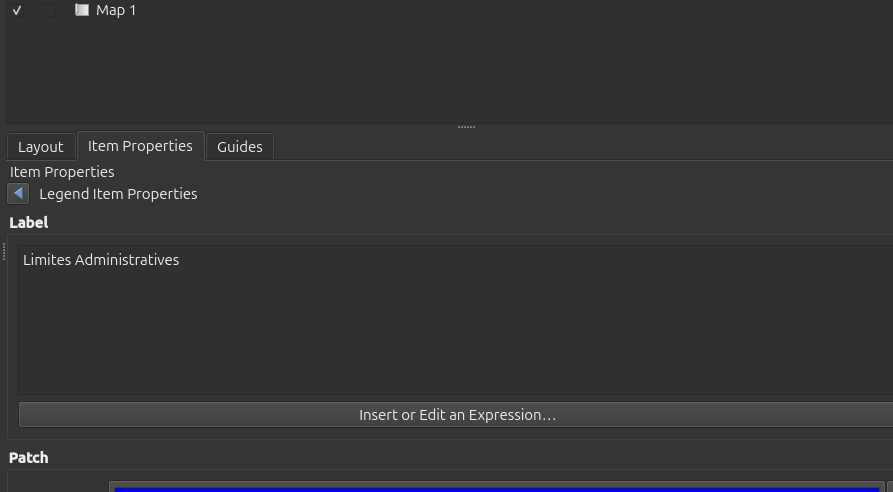 Map 1
Layout
Item Properties
Guides
Item Properties
Legend Item Properties
Label
Limites Administratives
Insert or Edit an Expression…
Patch